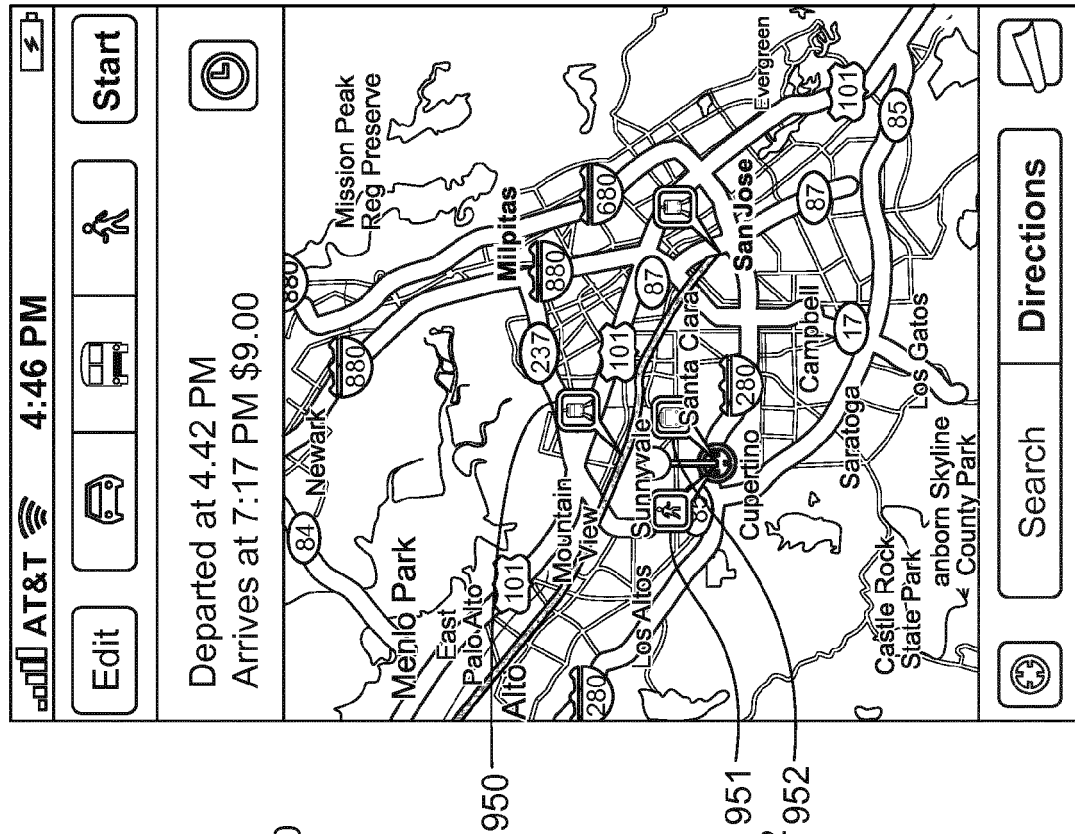 AT&T 4:46 PM
Edit
Start
Departed at 4.42 PM
Arrives at 7:17 PM $9.00
880
Mission Peak
Reg Preserve
84
Newark
880
680
Menlo Park
Milpitas
East
Palo Alto
237
880
101
Alto
Mountain
View
101
87
280
Los Altos
Sunnyvale
Santa Clara
San Jose
Evergreen
101
Cupertino
280
87
85
Campbell
Saratoga
17
Castle Rock
State Park
Los Gatos
anborn Skyline
County Park
Search
Directions
950
951
952
0